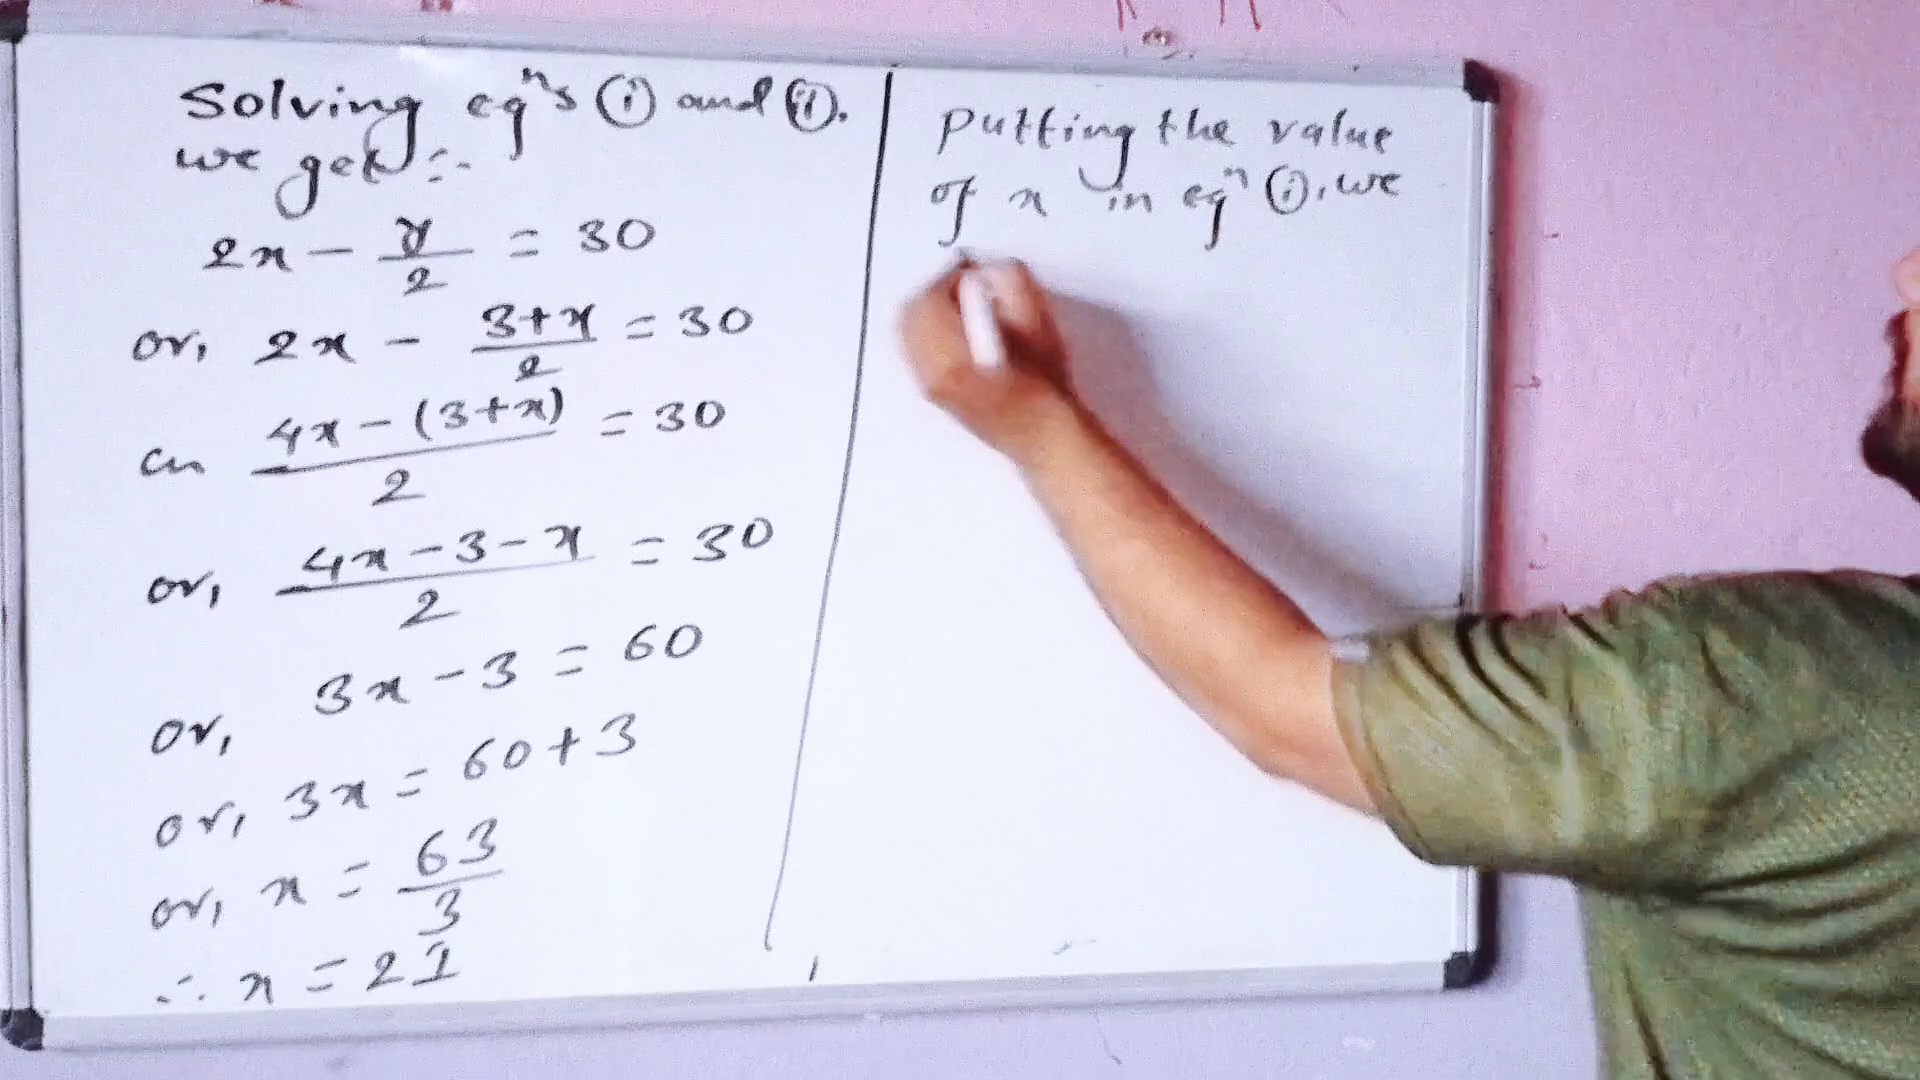 Solving eqⁿs (i) and (ii).
we get :-
2x - y/2 = 30
or, 2x - 3+x/2 = 30
or 4x - (3+x)/2 = 30
or, 4x - 3 - x/2 = 30
or, 3x - 3 = 60
or, 3x = 60 + 3
or, x = 63/3
∴ x = 21
putting the value
of x in eqⁿ (i), we